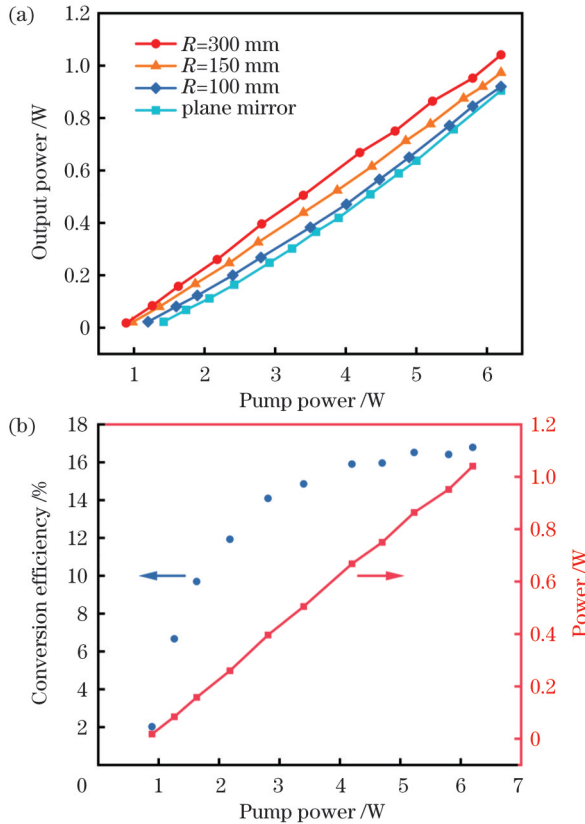 (a)
1.2
1.0
0.8
0.6
0.4
0.2
0
Output power /W
R=300 mm
R=150 mm
R=100 mm
plane mirror
1 2 3 4 5 6
Pump power /W
(b)
18
16
14
12
10
8
6
4
2
0
Conversion efficiency /%
1.2
1.0
0.8
0.6
0.4
0.2
0
Power /W
1 2 3 4 5 6 7
Pump power /W